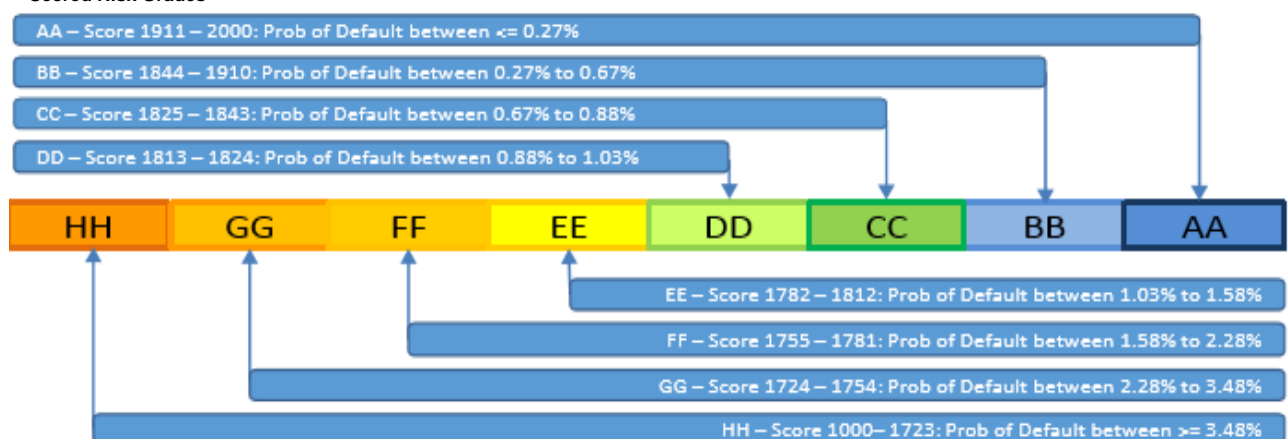 Scored Risk Grades
AA – Score 1911 – 2000: Prob of Default between <= 0.27%
BB – Score 1844 – 1910: Prob of Default between 0.27% to 0.67%
CC – Score 1825 – 1843: Prob of Default between 0.67% to 0.88%
DD – Score 1813 – 1824: Prob of Default between 0.88% to 1.03%
HH GG FF EE DD CC BB AA
EE – Score 1782 – 1812: Prob of Default between 1.03% to 1.58%
FF – Score 1755 – 1781: Prob of Default between 1.58% to 2.28%
GG – Score 1724 – 1754: Prob of Default between 2.28% to 3.48%
HH – Score 1000– 1723: Prob of Default between >= 3.48%